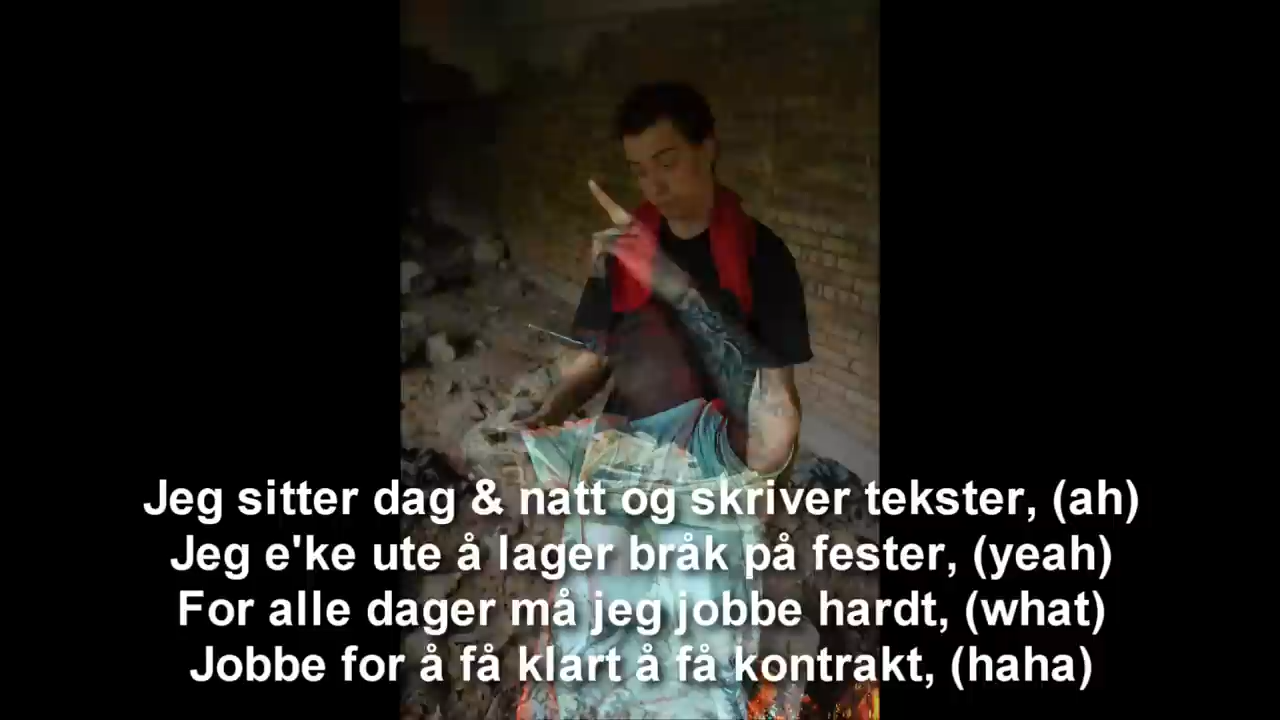 Jeg sitter dag & natt og skriver tekster, (ah)
Jeg e'ke ute å lager bråk på fester, (yeah)
For alle dager må jeg jobbe hardt, (what)
Jobbe for å få klart å få kontrakt, (haha)